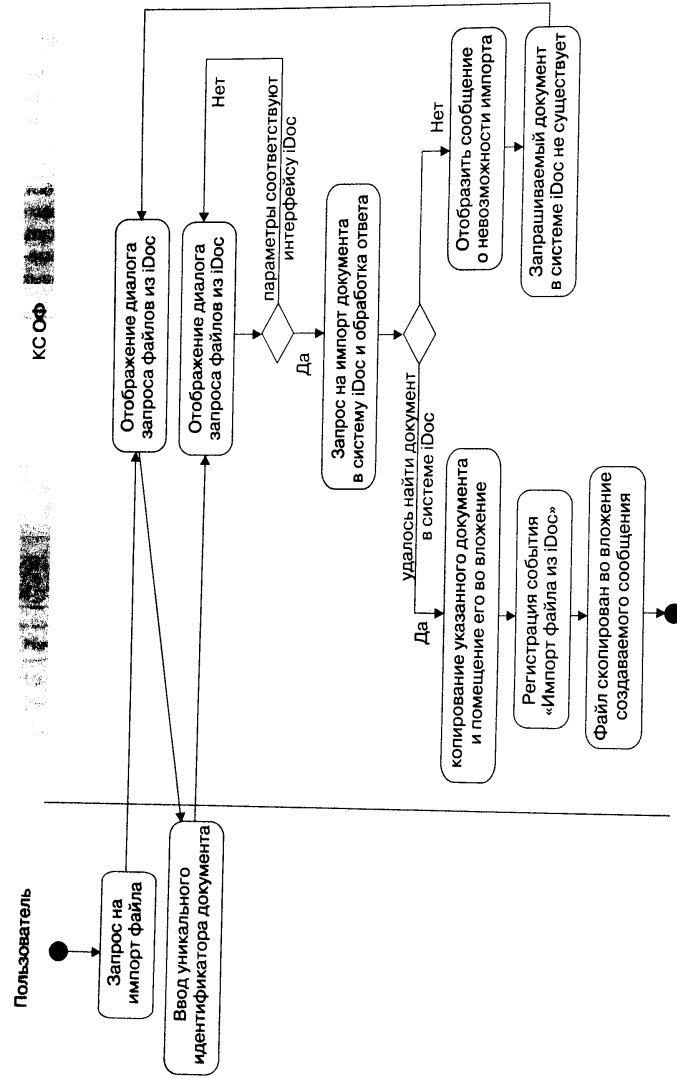 Пользователь
КС ОФ
Запрос на
импорт файла
Отображение диалога
запроса файлов из iDoc
Ввод уникального
идентификатора документа
Отображение диалога
запроса файлов из iDoc
Нет
параметры соответствуют
интерфейсу iDoc
Да
Запрос на импорт документа
в систему iDoc и обработка ответа
удалось найти документ
в системе iDoc
Да
Нет
копирование указанного документа
и помещение его во вложение
Отобразить сообщение
о невозможности импорта
Регистрация события
«Импорт файла из iDoc»
Запрашиваемый документ
в системе iDoc не существует
Файл скопирован во вложение
создаваемого сообщения